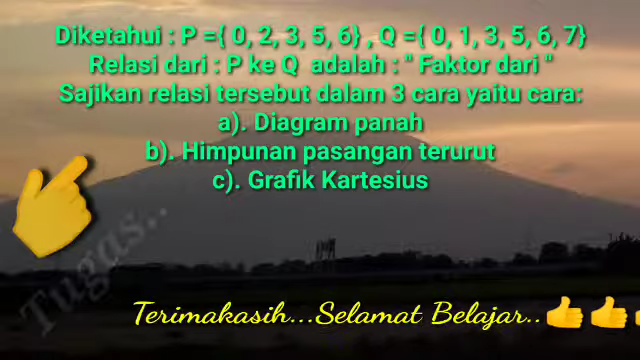 Diketahui : P ={ 0, 2, 3, 5, 6} , Q ={ 0, 1, 3, 5, 6, 7}
Relasi dari : P ke Q  adalah : " Faktor dari "
Sajikan relasi tersebut dalam 3 cara yaitu cara:
a). Diagram panah
b). Himpunan pasangan terurut
c). Grafik Kartesius
Tugas..
Terimakasih...Selamat Belajar..👍👍👍